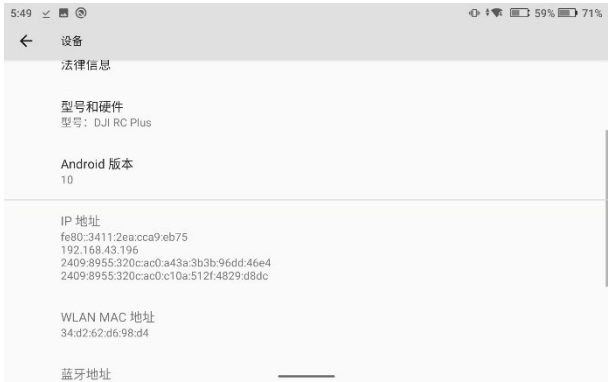 5:49 59% 71%
设备
法律信息
型号和硬件
型号：DJI RC Plus
Android 版本
10
IP 地址
fe80::3411:2ea:cca9:eb75
192.168.43.196
2409:8955:320c:ac0:a43a:3b3b:96dd:46e4
2409:8955:320c:ac0:c10a:512f:4829:d8dc
WLAN MAC 地址
34:d2:62:d6:98:d4
蓝牙地址